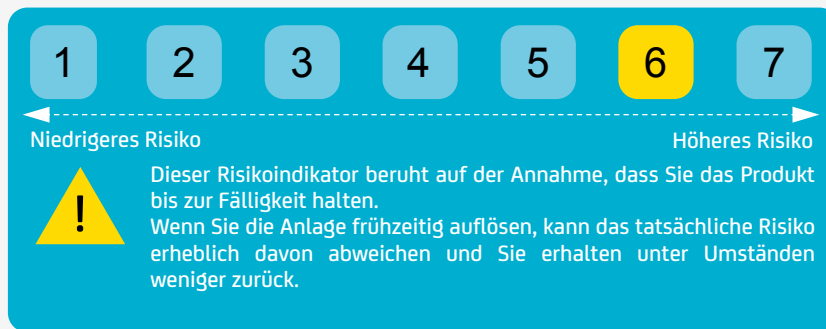 1 2 3 4 5 6 7
Niedrigeres Risiko Höheres Risiko
! Dieser Risikoindikator beruht auf der Annahme, dass Sie das Produkt
bis zur Fälligkeit halten.
Wenn Sie die Anlage frühzeitig auflösen, kann das tatsächliche Risiko
erheblich davon abweichen und Sie erhalten unter Umständen
weniger zurück.